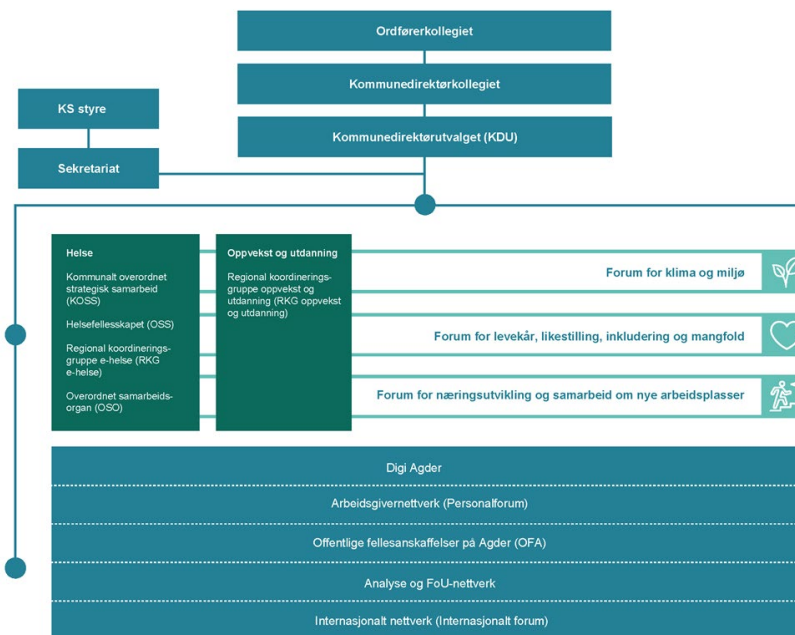 Ordførerkollegiet
Kommunedirektørkollegiet
KS styre
Kommunedirektørutvalget (KDU)
Sekretariat
Helse
Kommunalt overordnet
strategisk samarbeid
(KOSS)
Helsefellesskapet (OSS)
Regional koordinerings-
gruppe e-helse (RKG
e-helse)
Overordnet samarbeids-
organ (OSO)
Oppvekst og utdanning
Regional koordinerings-
gruppe oppvekst og
utdanning (RKG oppvekst
og utdanning)
Forum for klima og miljø
Forum for levekår, likestilling, inkludering og mangfold
Forum for næringsutvikling og samarbeid om nye arbeidsplasser
Digi Agder
Arbeidsgivernettverk (Personalforum)
Offentlige fellesanskaffelser på Agder (OFA)
Analyse og FoU-nettverk
Internasjonalt nettverk (Internasjonalt forum)